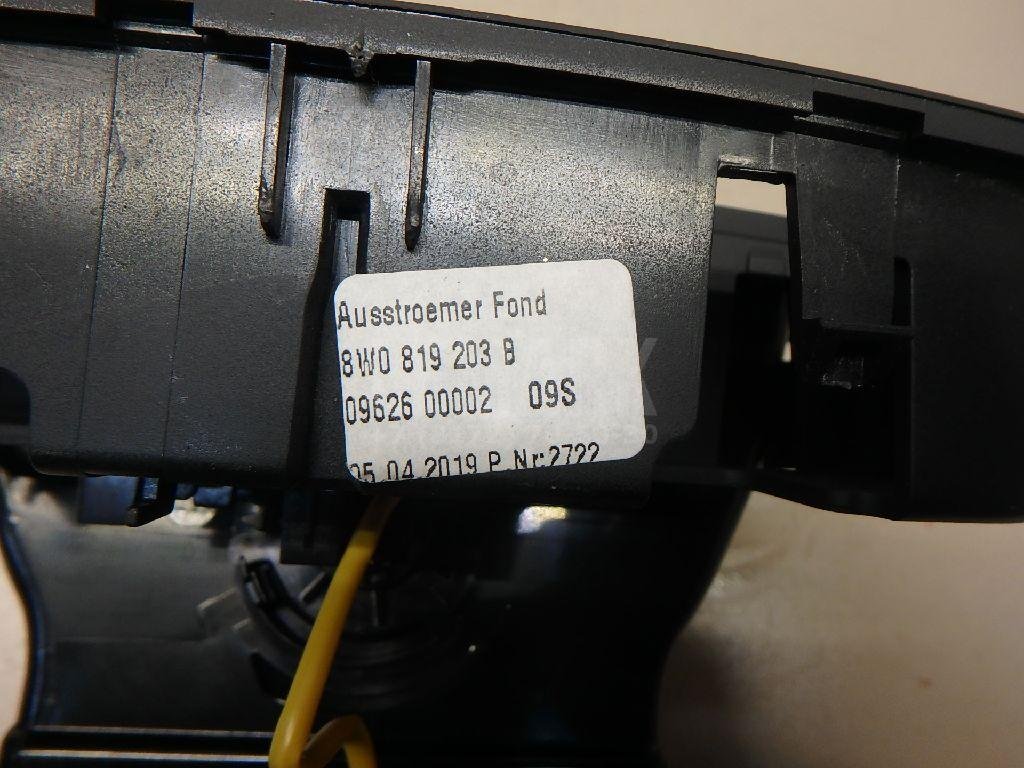 Ausstroemer Fond
8W0 819 203 B
09626 00002 09S
05.04.2019 P.Nr:2722